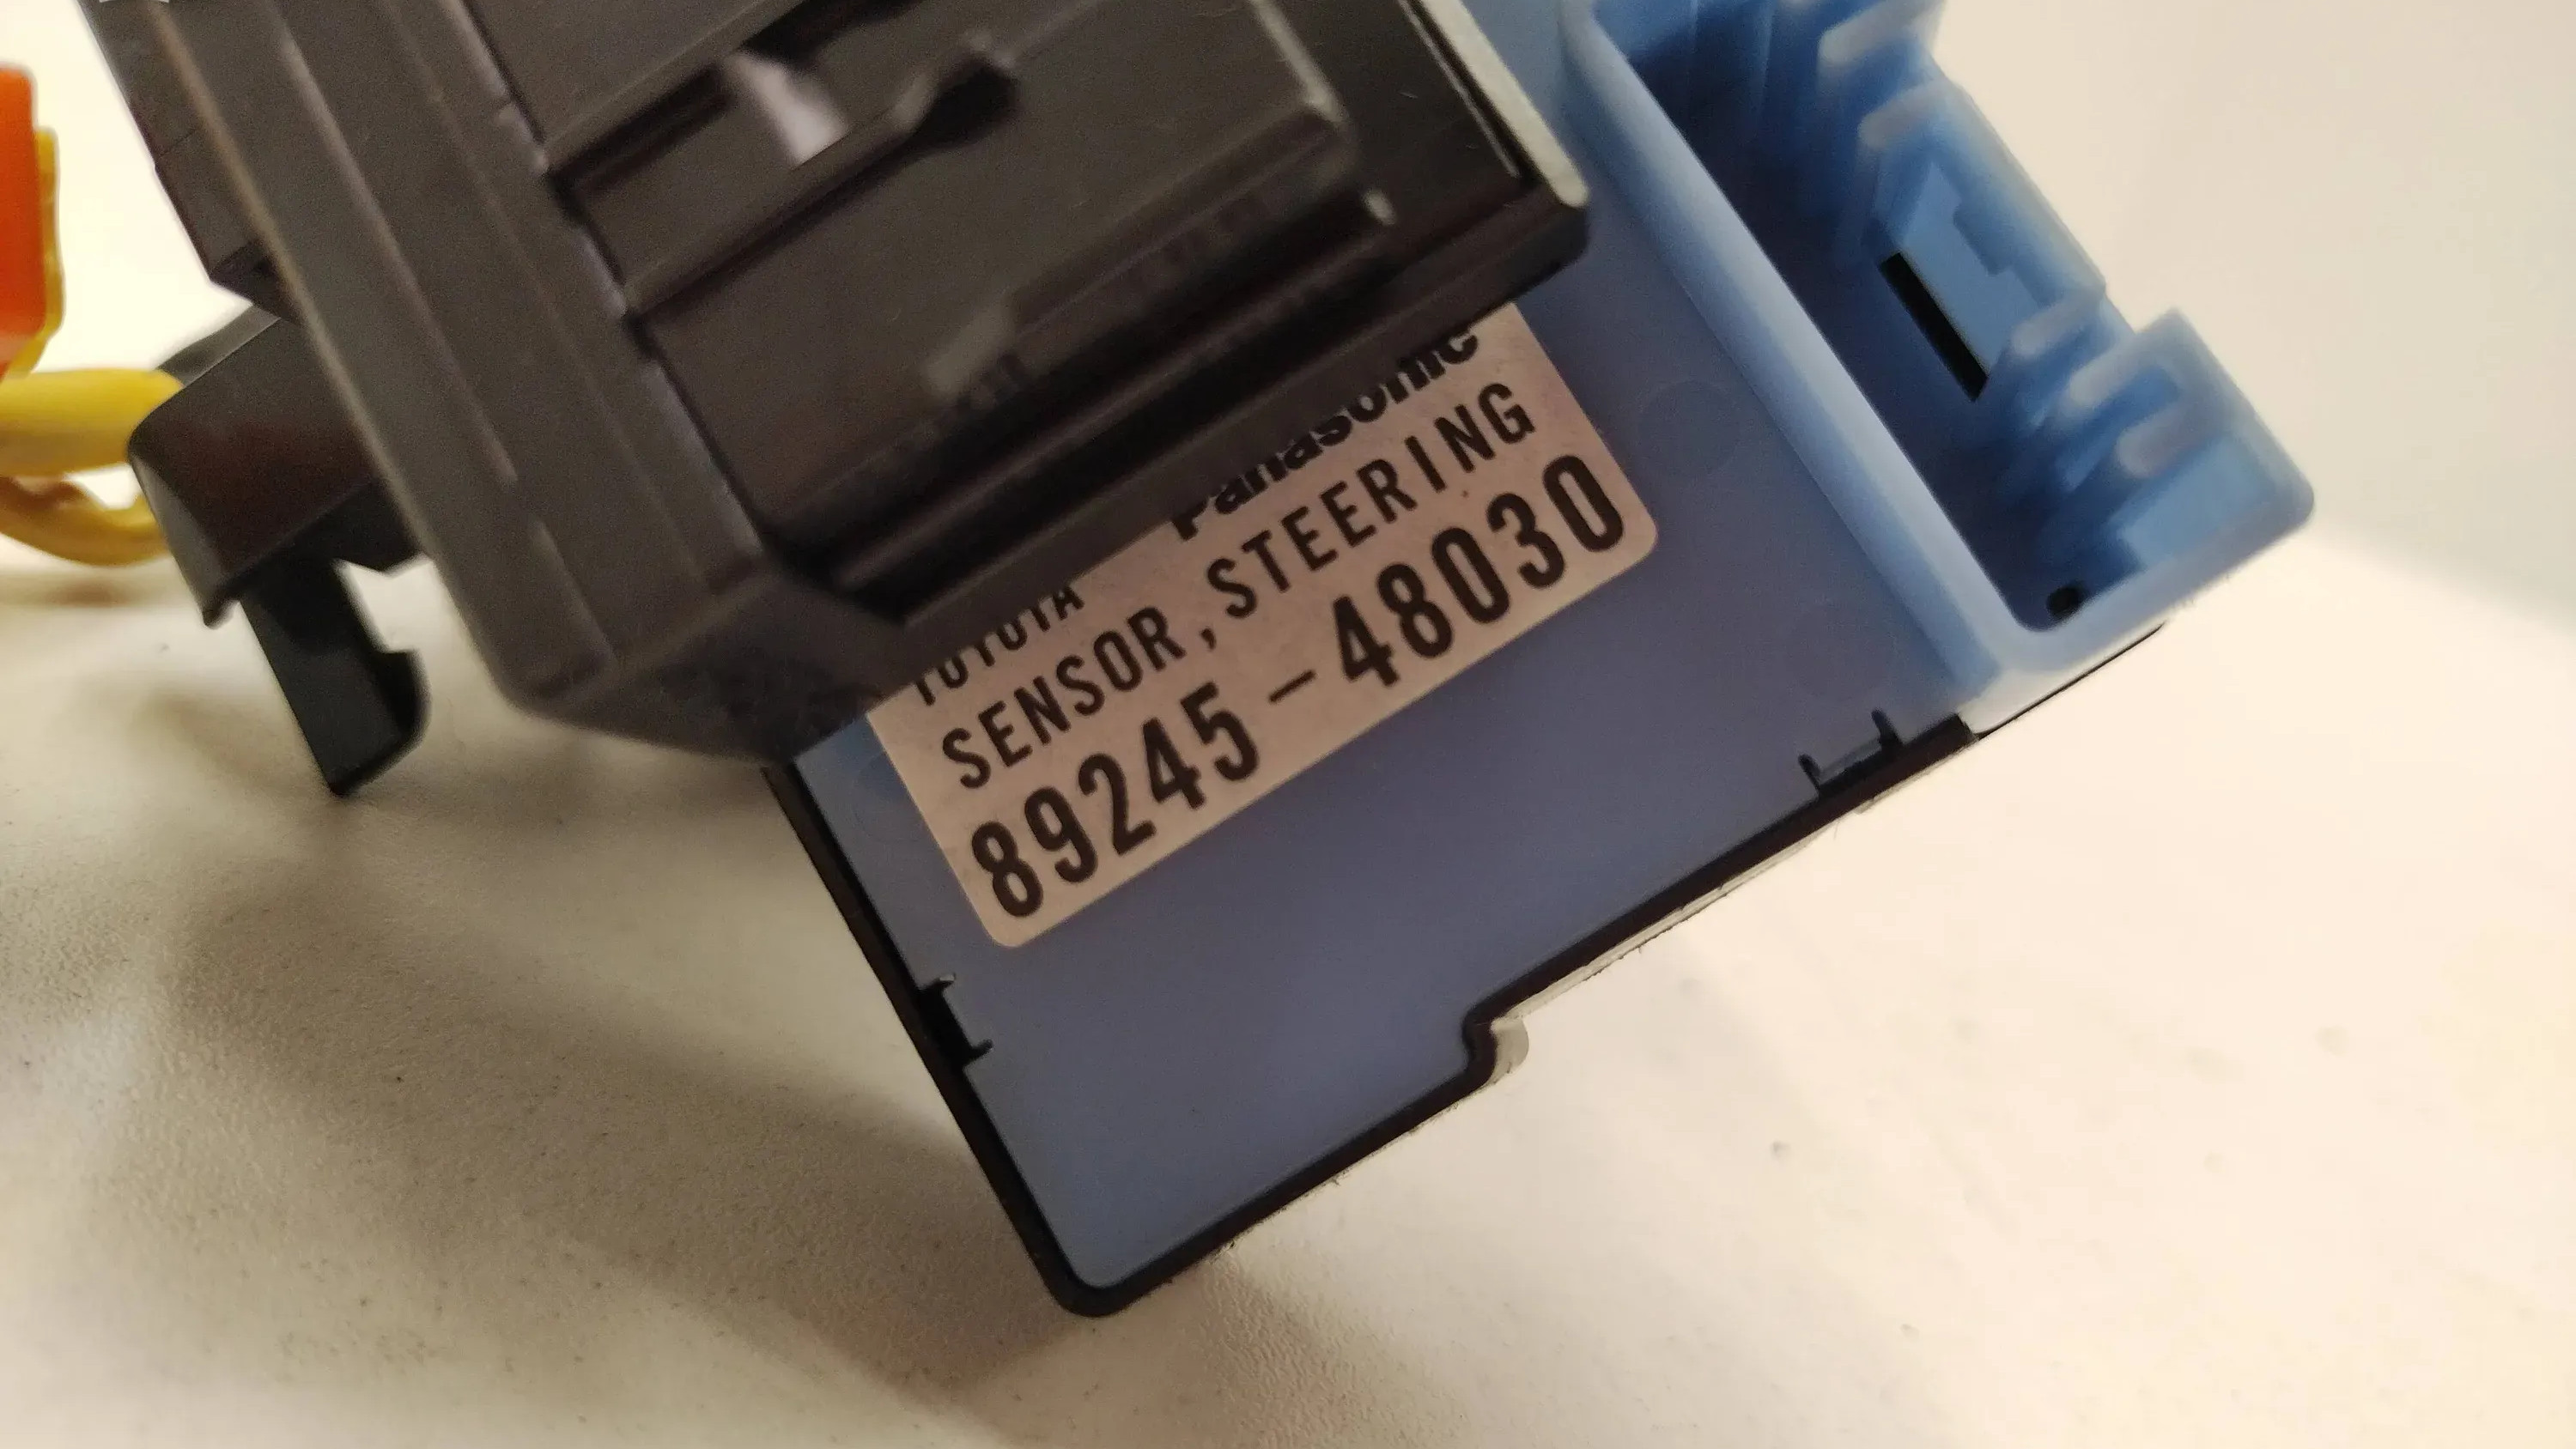 Panasonic
TOYOTA
SENSOR, STEERING
89245-48030